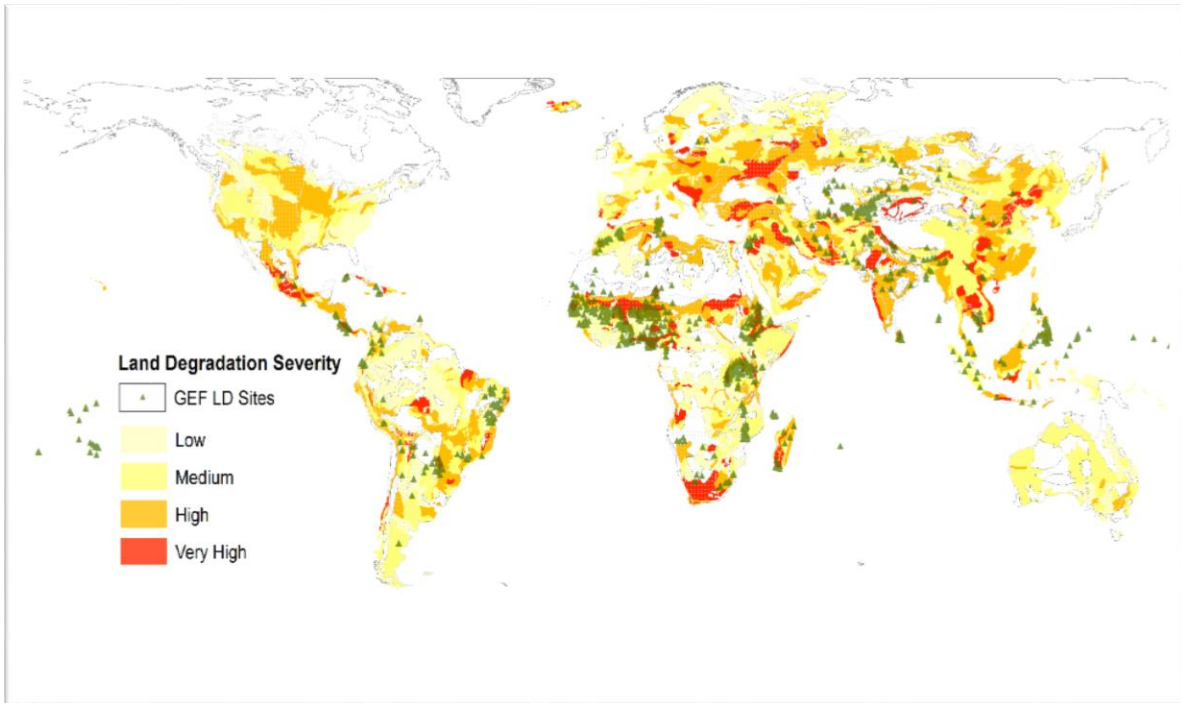 Land Degradation Severity
GEF LD Sites
Low
Medium
High
Very High